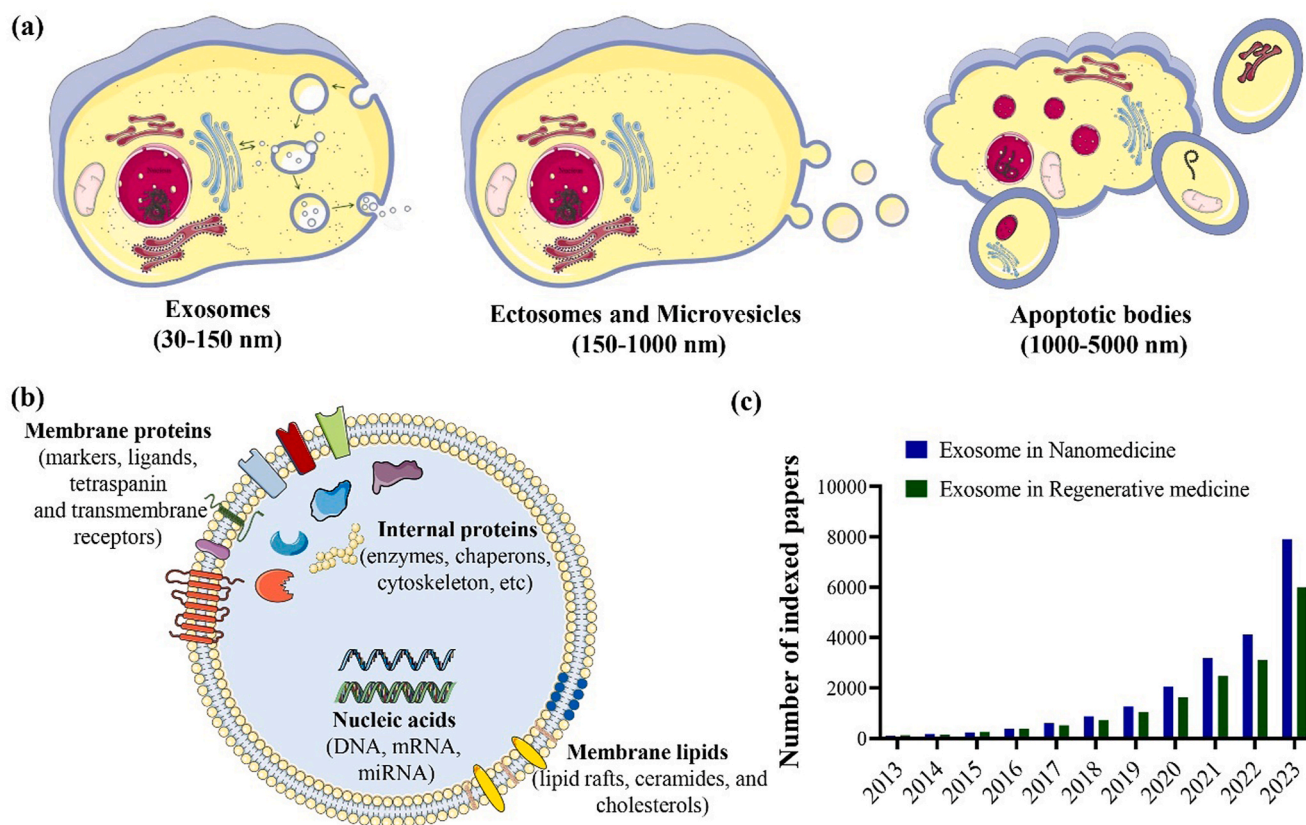 (a)
Exosomes
(30-150 nm)
Ectosomes and Microvesicles
(150-1000 nm)
Apoptotic bodies
(1000-5000 nm)
(b)
Membrane proteins
(markers, ligands,
tetraspanin
and transmembrane
receptors)
Internal proteins
(enzymes, chaperons,
cytoskeleton, etc)
Nucleic acids
(DNA, mRNA,
miRNA)
Membrane lipids
(lipid rafts, ceramides, and
cholesterols)
(c)
Exosome in Nanomedicine
Exosome in Regenerative medicine
Number of indexed papers
10000
8000
6000
4000
2000
0
2013
2014
2015
2016
2017
2018
2019
2020
2021
2022
2023